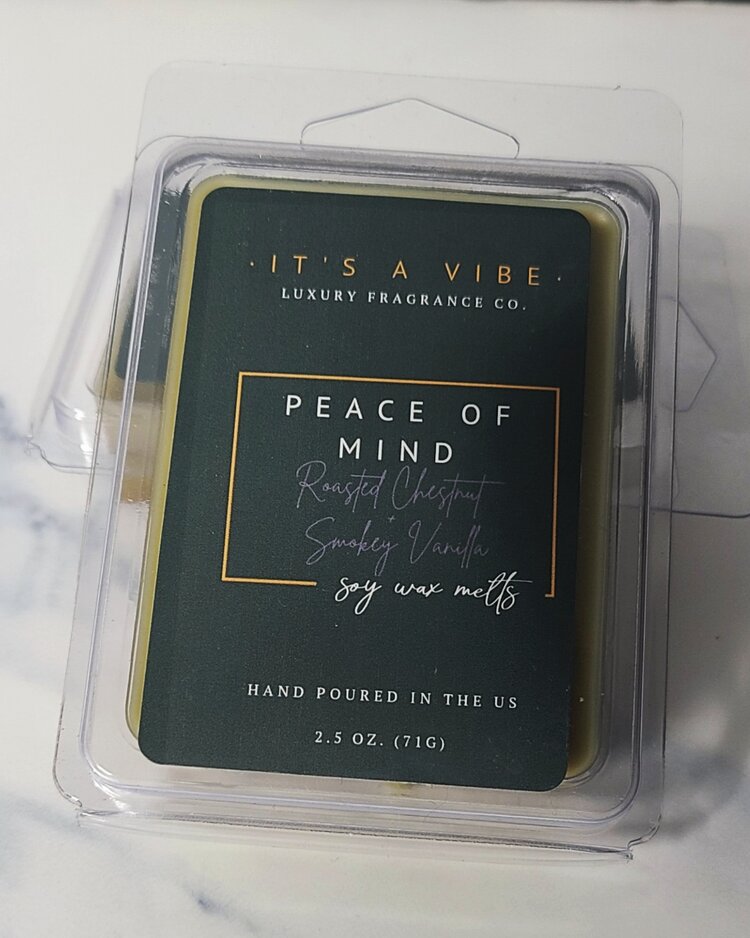 ·IT'S A VIBE·
LUXURY FRAGRANCE CO.
PEACE OF
MIND
Roasted Chestnut
+
Smokey Vanilla
soy wax melts
HAND POURED IN THE US
2.5 OZ. (71G)